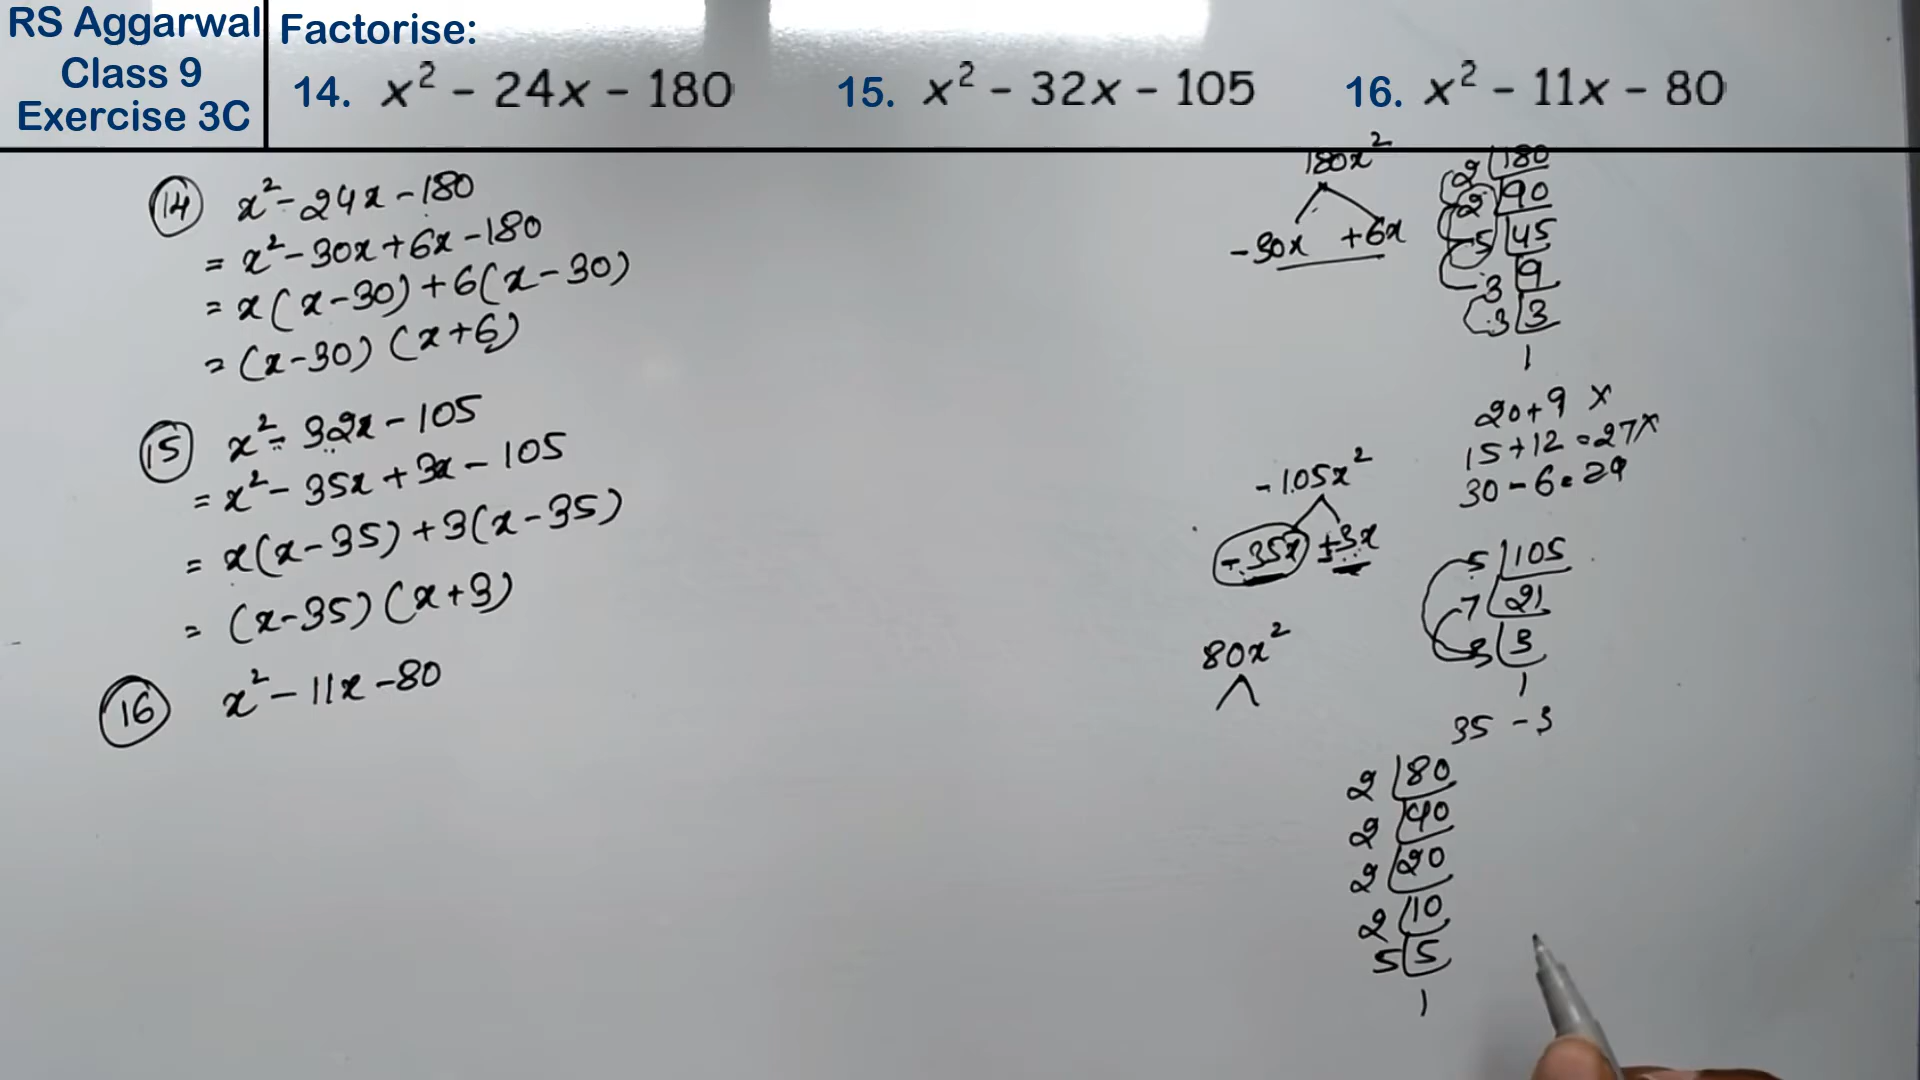 RS Aggarwal
Class 9
Exercise 3C
Factorise:
14. x² - 24x - 180
15. x² - 32x - 105
16. x² - 11x - 80
14 x² - 24x - 180
= x² - 30x + 6x - 180
= x(x - 30) + 6(x - 30)
= (x - 30) (x + 6)
15 x² - 32x - 105
= x² - 35x + 3x - 105
= x(x - 35) + 3(x - 35)
= (x - 35) (x + 3)
16 x² - 11x - 80
180x²
-30x +6x
2 180
2 90
5 45
3 9
3 3
1
20 + 9 x
15 + 12 = 27 x
30 - 6 = 24
-105x²
-35x +3x
5 105
7 21
3 3
1
35 - 3
80x²
2 80
2 40
2 20
2 10
5 5
1